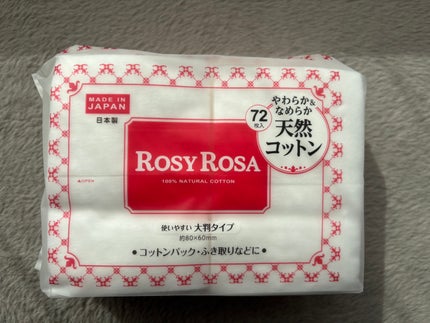 MADE IN
JAPAN
日本製
72
枚入
やわらか&
なめらか
天然
コットン
ROSY ROSA
100% NATURAL COTTON
▲OPEN
使いやすい 大判タイプ
約80×60mm
•コットンパック・ふき取りなどに•